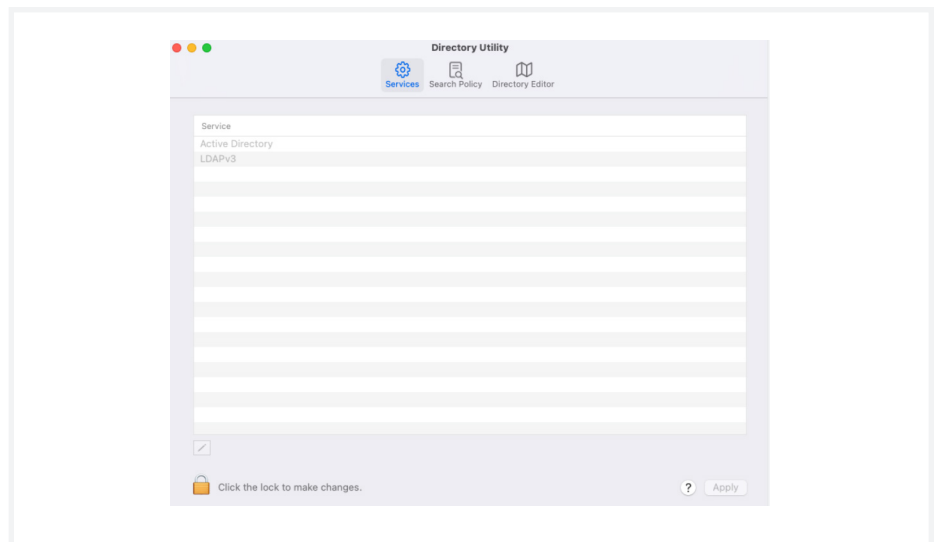 Directory Utility
Services Search Policy Directory Editor
Service
Active Directory
LDAPv3
Click the lock to make changes.
? Apply